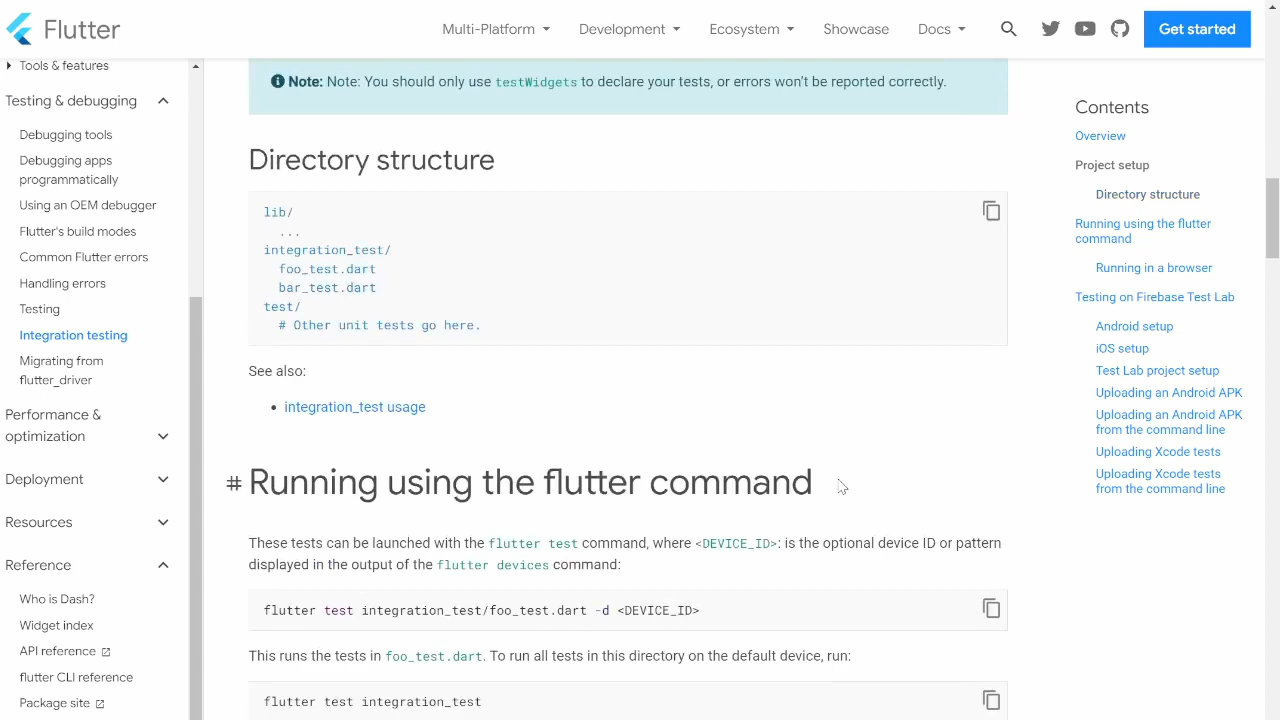 Flutter
Multi-Platform
Development
Ecosystem
Showcase
Docs
Get started
Tools & features
Testing & debugging
Debugging tools
Debugging apps
programmatically
Using an OEM debugger
Flutter's build modes
Common Flutter errors
Handling errors
Testing
Integration testing
Migrating from
flutter_driver
Performance &
optimization
Deployment
Resources
Reference
Who is Dash?
Widget index
API reference
flutter CLI reference
Package site
Note: Note: You should only use testWidgets to declare your tests, or errors won't be reported correctly.
Directory structure
lib/
...
integration_test/
foo_test.dart
bar_test.dart
test/
# Other unit tests go here.
See also:
• integration_test usage
# Running using the flutter command
These tests can be launched with the flutter test command, where <DEVICE_ID>: is the optional device ID or pattern
displayed in the output of the flutter devices command:
flutter test integration_test/foo_test.dart -d <DEVICE_ID>
This runs the tests in foo_test.dart. To run all tests in this directory on the default device, run:
flutter test integration_test
Contents
Overview
Project setup
Directory structure
Running using the flutter
command
Running in a browser
Testing on Firebase Test Lab
Android setup
iOS setup
Test Lab project setup
Uploading an Android APK
Uploading an Android APK
from the command line
Uploading Xcode tests
Uploading Xcode tests
from the command line